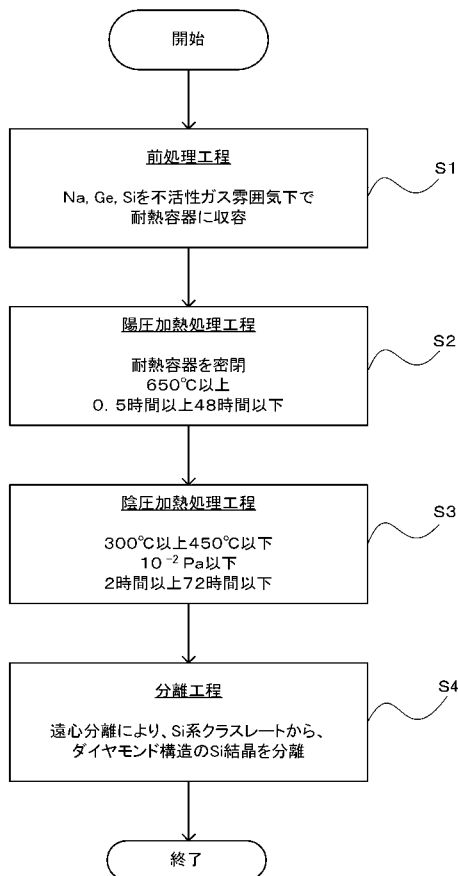 開始
前処理工程
S1
Na, Ge, Siを不活性ガス雰囲気下で
耐熱容器に収容
陽圧加熱処理工程
S2
耐熱容器を密閉
650℃以上
0.5時間以上48時間以下
陰圧加熱処理工程
S3
300℃以上450℃以下
10⁻²Pa以下
2時間以上72時間以下
分離工程
S4
遠心分離により、Si系クラスレートから、
ダイヤモンド構造のSi結晶を分離
終了